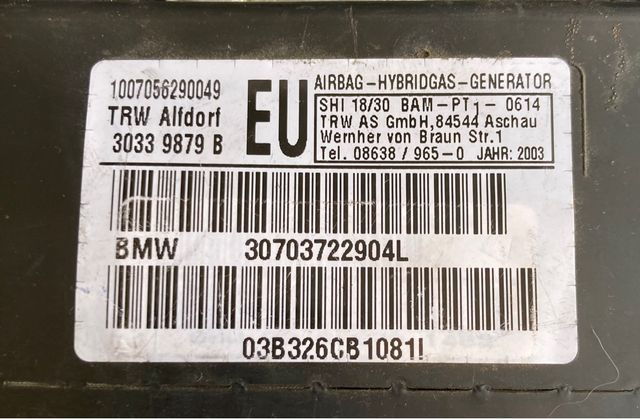 1007056290049
TRW Alfdorf
3033 9879 B
EU
AIRBAG-HYBRIDGAS-GENERATOR
SHI 18/30 BAM-PT1- 0614
TRW AS GmbH,84544 Aschau
Wernher von Braun Str.1
Tel. 08638 / 965-0 JAHR: 2003
BMW 30703722904L
03B326CB1081I